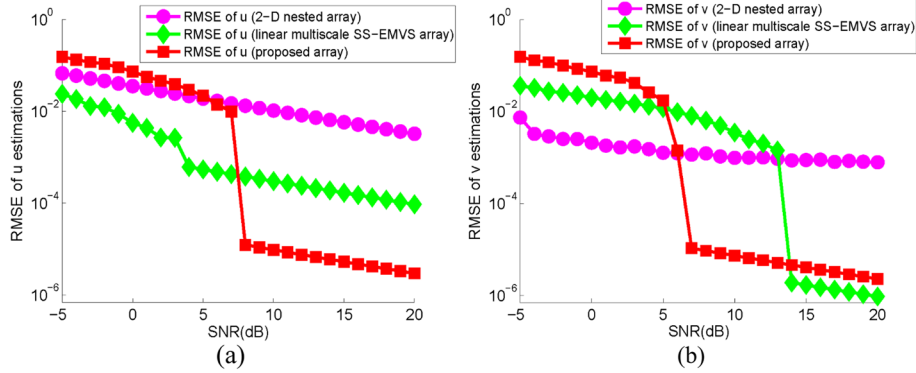 RMSE of u (2-D nested array)
RMSE of u (linear multiscale SS-EMVS array)
RMSE of u (proposed array)
10^0
10^-2
10^-4
10^-6
RMSE of u estimations
-5 0 5 10 15 20
SNR(dB)
(a)
RMSE of v (2-D nested array)
RMSE of v (linear multiscale SS-EMVS array)
RMSE of v (proposed array)
10^0
10^-2
10^-4
10^-6
RMSE of v estimations
-5 0 5 10 15 20
SNR(dB)
(b)